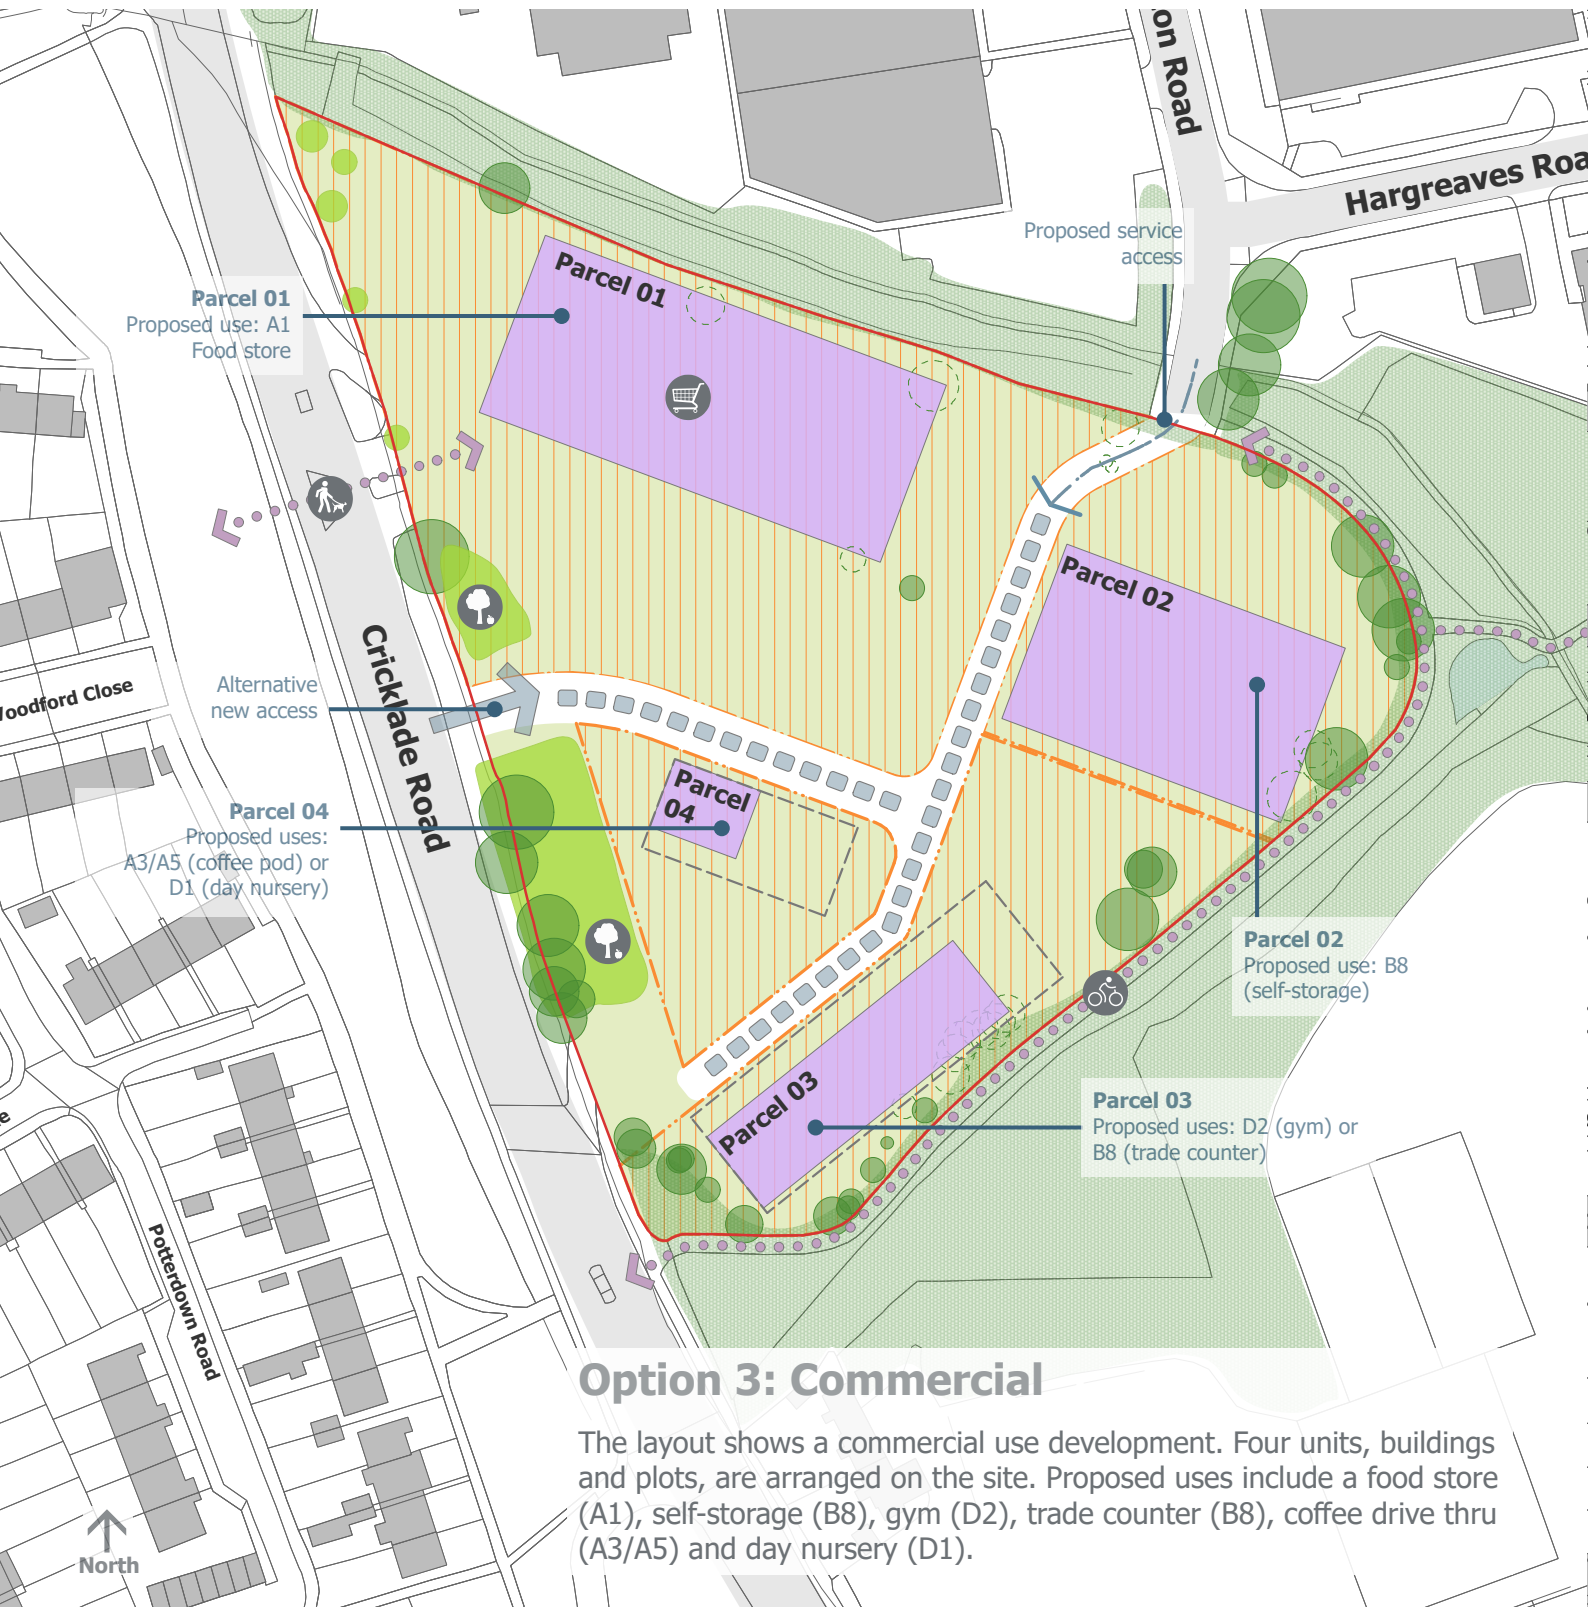 on Road
Hargreaves Roa
Proposed service
access
Parcel 01
Parcel 01
Proposed use: A1
Food store
Parcel 02
Cricklade Road
Woodford Close
Alternative
new access
Parcel
04
Parcel 04
Proposed uses:
A3/A5 (coffee pod) or
D1 (day nursery)
Parcel 02
Proposed use: B8
(self-storage)
Parcel 03
Parcel 03
Proposed uses: D2 (gym) or
B8 (trade counter)
Potterdown Road
Option 3: Commercial
The layout shows a commercial use development. Four units, buildings
and plots, are arranged on the site. Proposed uses include a food store
(A1), self-storage (B8), gym (D2), trade counter (B8), coffee drive thru
(A3/A5) and day nursery (D1).
North